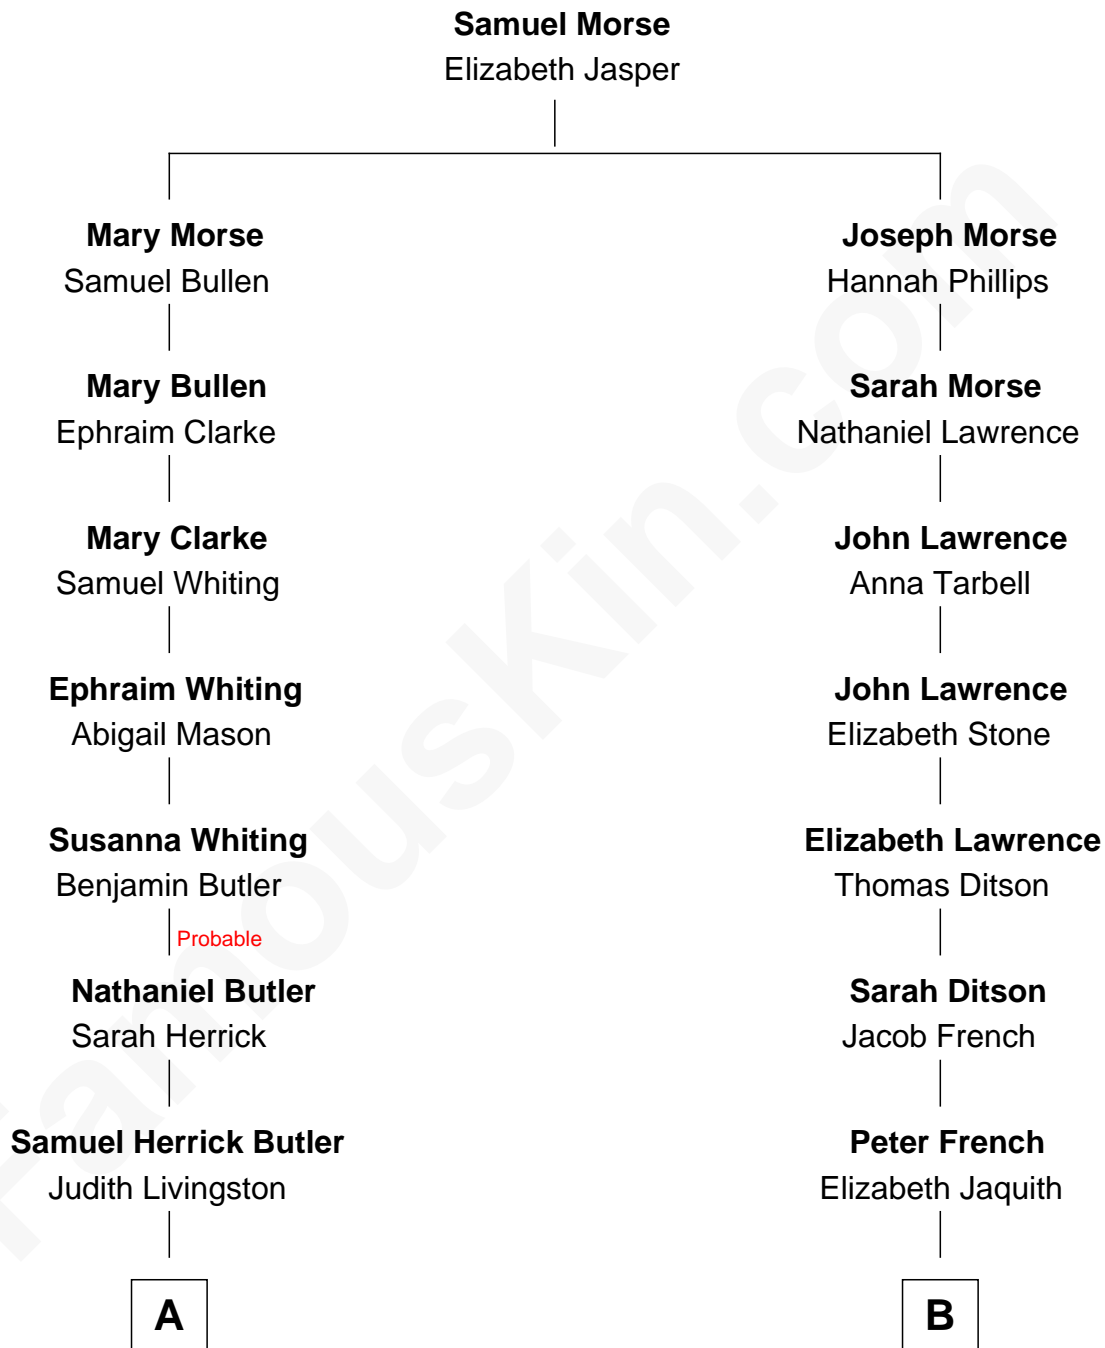 Samuel Morse
Elizabeth Jasper
Mary Morse
Samuel Bullen
Joseph Morse
Hannah Phillips
Mary Bullen
Ephraim Clarke
Sarah Morse
Nathaniel Lawrence
Mary Clarke
Samuel Whiting
John Lawrence
Anna Tarbell
Ephraim Whiting
Abigail Mason
John Lawrence
Elizabeth Stone
Susanna Whiting
Benjamin Butler
Elizabeth Lawrence
Thomas Ditson
Probable
Nathaniel Butler
Sarah Herrick
Sarah Ditson
Jacob French
Samuel Herrick Butler
Judith Livingston
Peter French
Elizabeth Jaquith
A
B
FamousKin.com